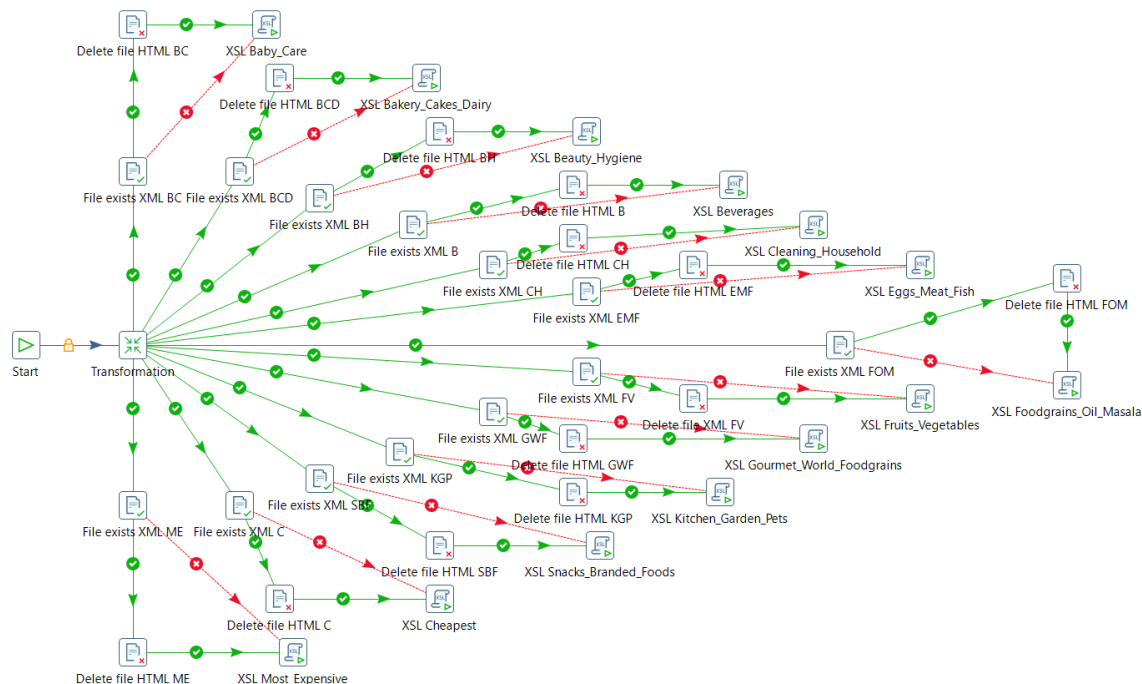 Delete file HTML BC
XSL Baby_Care
Delete file HTML BCD
XSL Bakery_Cakes_Dairy
Delete file HTML BH
XSL Beauty_Hygiene
File exists XML BC
File exists XML BCD
File exists XML BH
Delete file HTML B
XSL Beverages
File exists XML B
Delete file HTML CH
XSL Cleaning_Household
File exists XML CH
Delete file HTML EMF
XSL Eggs_Meat_Fish
File exists XML EMF
Delete file HTML FOM
Start
Transformation
File exists XML FOM
File exists XML FV
Delete file XML FV
XSL Fruits_Vegetables
XSL Foodgrains_Oil_Masala
File exists XML GWF
Delete file HTML GWF
XSL Gourmet_World_Foodgrains
File exists XML KGP
Delete file HTML KGP
XSL Kitchen_Garden_Pets
File exists XML SBF
File exists XML ME
File exists XML C
Delete file HTML SBF
XSL Snacks_Branded_Foods
Delete file HTML C
XSL Cheapest
Delete file HTML ME
XSL Most_Expensive